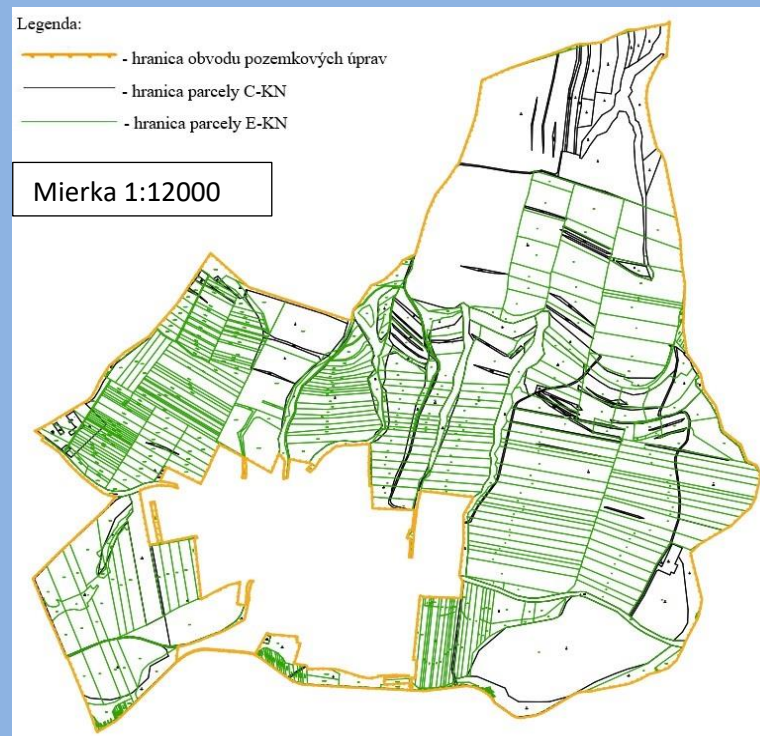 Legenda:
- hranica obvodu pozemkových úprav
- hranica parcely C-KN
- hranica parcely E-KN
Mierka 1:12000